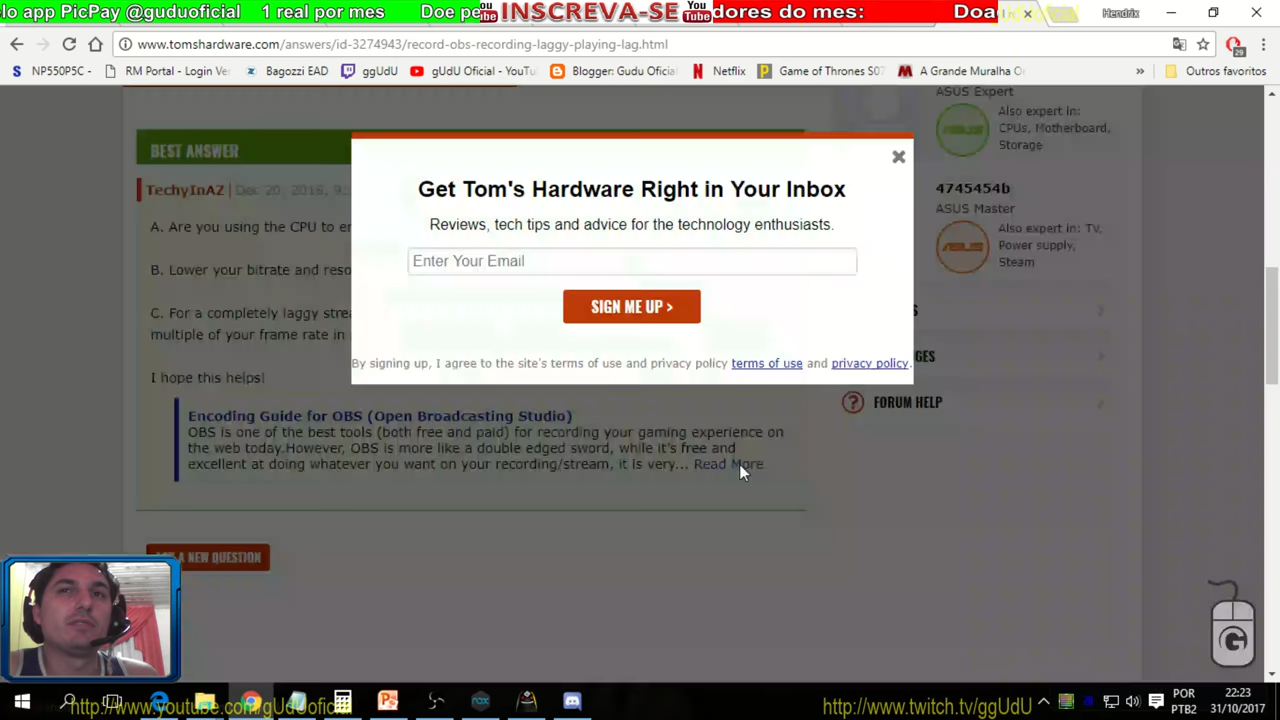 lo app PicPay @guduoficial 1 real por mes Doe pe
You Tube INSCREVA-SE You Tube
dores do mes: Doa
Hendrix
www.tomshardware.com/answers/id-3274943/record-obs-recording-laggy-playing-lag.html
29
S NP550P5C - RM Portal - Login Ve Bagozzi EAD ggUdU gUdU Oficial - YouTu Blogger: Gudu Oficia N Netflix Game of Thrones S07 A Grande Muralha On » Outros favoritos
ASUS Expert
Also expert in:
CPUs, Motherboard,
Storage
4745454b
ASUS Master
Also expert in: TV,
Power supply,
Steam
BEST ANSWER
TechyInAZ
A. Are you using the CPU to en
B. Lower your bitrate and reso
C. For a completely laggy stre
multiple of your frame rate in
I hope this helps!
Encoding Guide for OBS (Open Broadcasting Studio)
OBS is one of the best tools (both free and paid) for recording your gaming experience on
the web today.However, OBS is more like a double edged sword, while it's free and
excellent at doing whatever you want on your recording/stream, it is very... Read More
Get Tom's Hardware Right in Your Inbox
Reviews, tech tips and advice for the technology enthusiasts.
Enter Your Email
SIGN ME UP >
By signing up, I agree to the site's terms of use and privacy policy terms of use and privacy policy.
S
GES
? FORUM HELP
A NEW QUESTION
G
http://www.youtube.com/gUdUofici
http://www.twitch.tv/ggUdU
POR
PTB2
22:23
31/10/2017